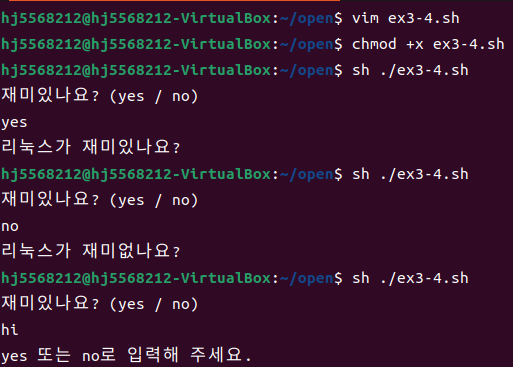 hj5568212@hj5568212-VirtualBox:~/open$ vim ex3-4.sh
hj5568212@hj5568212-VirtualBox:~/open$ chmod +x ex3-4.sh
hj5568212@hj5568212-VirtualBox:~/open$ sh ./ex3-4.sh
재미있나요? (yes / no)
yes
리눅스가 재미있나요?
hj5568212@hj5568212-VirtualBox:~/open$ sh ./ex3-4.sh
재미있나요? (yes / no)
no
리눅스가 재미없나요?
hj5568212@hj5568212-VirtualBox:~/open$ sh ./ex3-4.sh
재미있나요? (yes / no)
hi
yes 또는 no로 입력해 주세요.